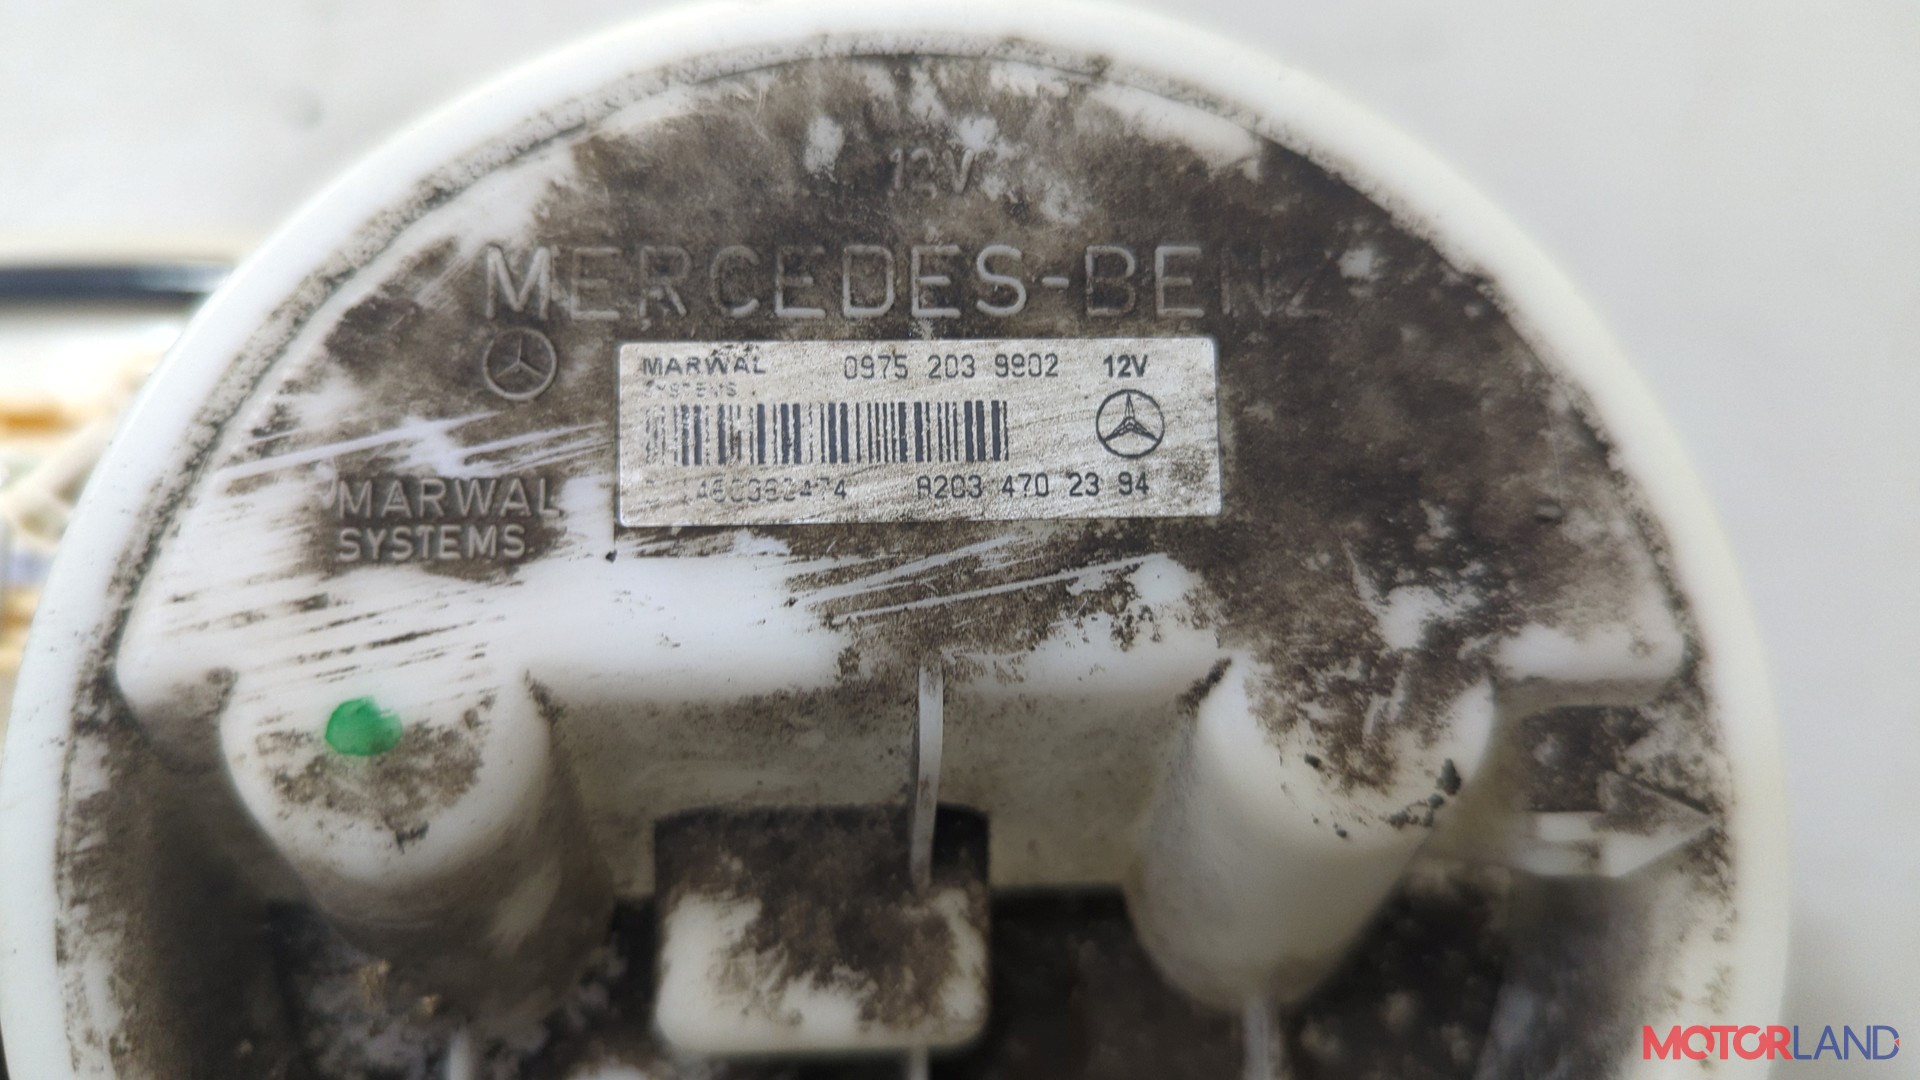 12V
MERCEDES-BENZ
MARWAL 0975 203 9902 12V
SYSTEMS
A203 470 23 94
MARWAL
SYSTEMS
MOTORLAND